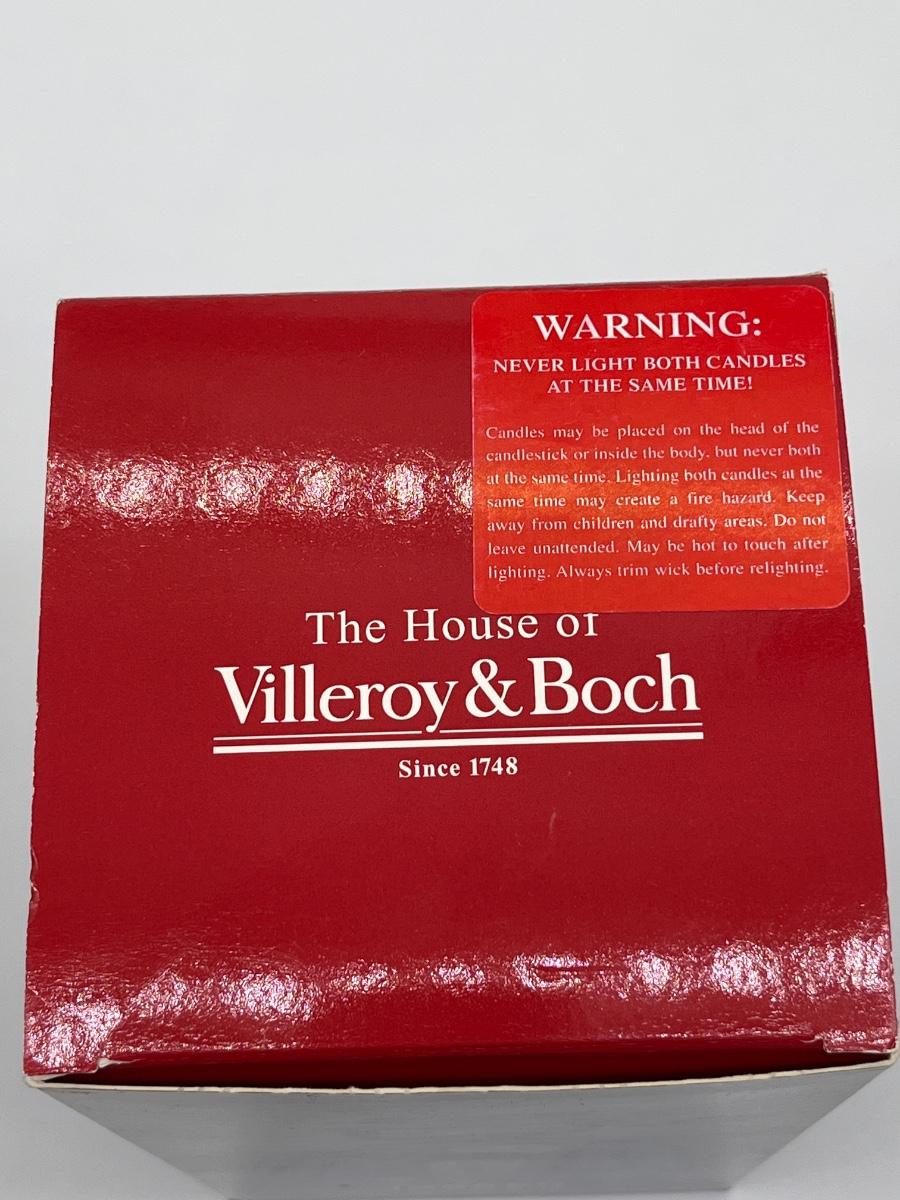 WARNING:
NEVER LIGHT BOTH CANDLES
AT THE SAME TIME!
Candles may be placed on the head of the
candlestick or inside the body, but never both
at the same time. Lighting both candles at the
same time may create a fire hazard. Keep
away from children and drafty areas. Do not
leave unattended. May be hot to touch after
lighting. Always trim wick before relighting.
The House of
Villeroy & Boch
Since 1748